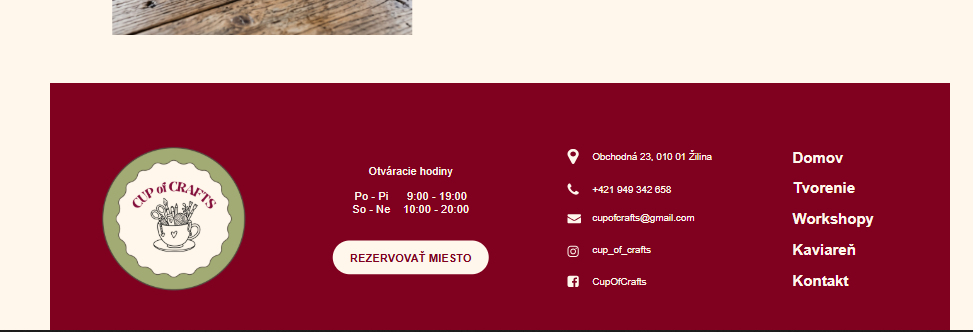 CUP of CRAFTS
Otváracie hodiny
Po - Pi 9:00 - 19:00
So - Ne 10:00 - 20:00
REZERVOVAŤ MIESTO
Obchodná 23, 010 01 Žilina
+421 949 342 658
cupofcrafts@gmail.com
cup_of_crafts
CupOfCrafts
Domov
Tvorenie
Workshopy
Kaviareň
Kontakt